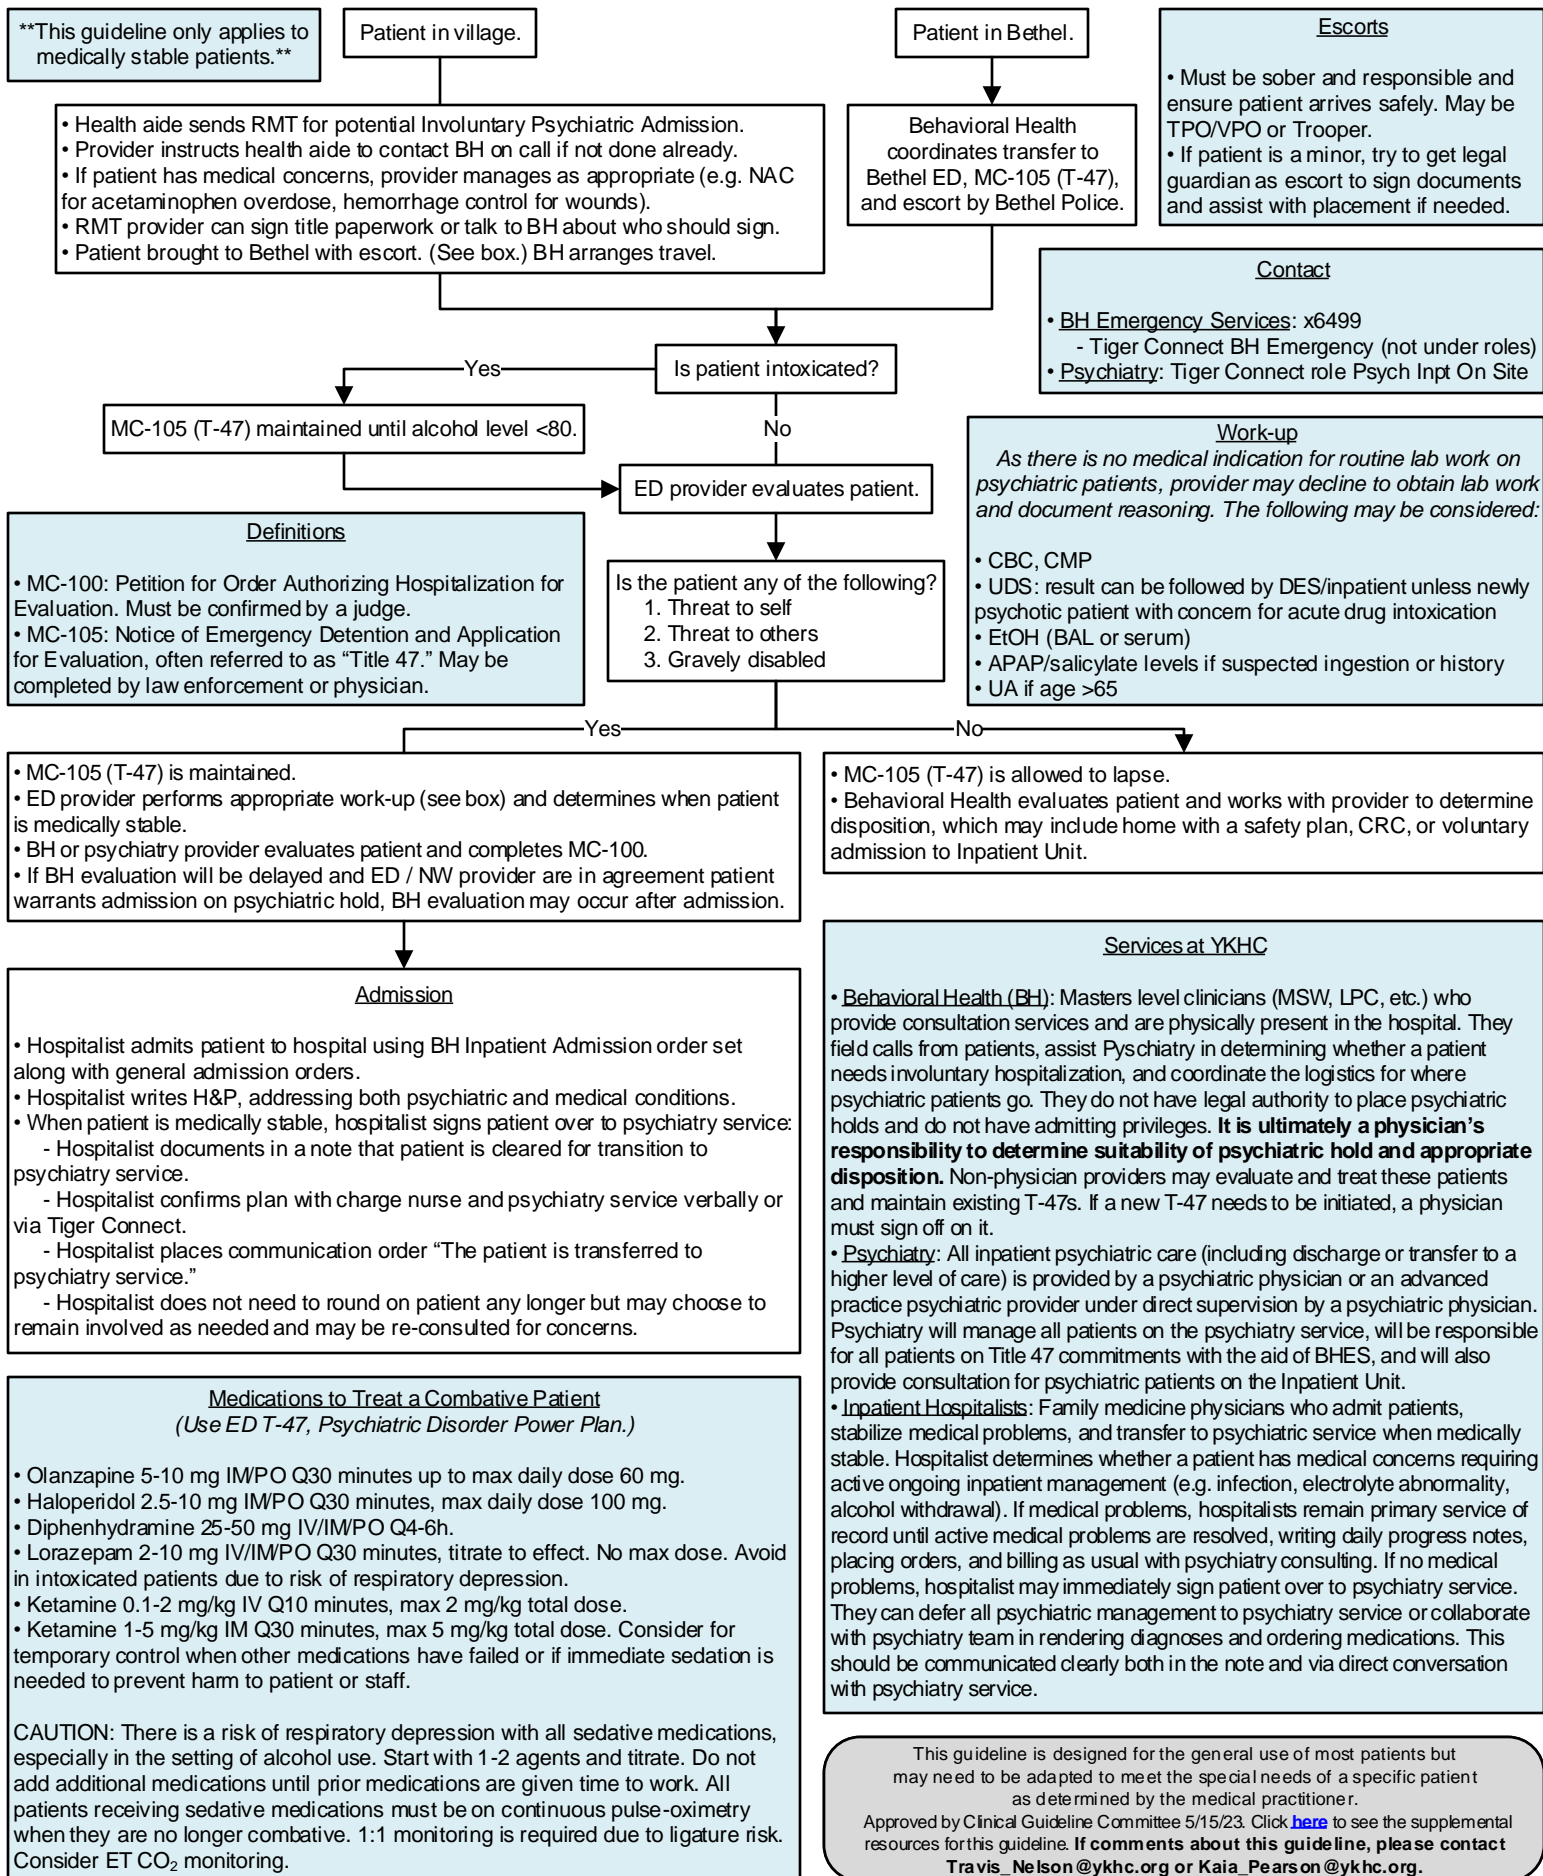 **This guideline only applies to
medically stable patients.**
Patient in village.
Patient in Bethel.
Escorts
• Must be sober and responsible and
ensure patient arrives safely. May be
TPO/VPO or Trooper.
• If patient is a minor, try to get legal
guardian as escort to sign documents
and assist with placement if needed.
• Health aide sends RMT for potential Involuntary Psychiatric Admission.
• Provider instructs health aide to contact BH on call if not done already.
• If patient has medical concerns, provider manages as appropriate (e.g. NAC
for acetaminophen overdose, hemorrhage control for wounds).
• RMT provider can sign title paperwork or talk to BH about who should sign.
• Patient brought to Bethel with escort. (See box.) BH arranges travel.
Behavioral Health
coordinates transfer to
Bethel ED, MC-105 (T-47),
and escort by Bethel Police.
Contact
• BH Emergency Services: x6499
- Tiger Connect BH Emergency (not under roles)
• Psychiatry: Tiger Connect role Psych Inpt On Site
Is patient intoxicated?
Yes
No
MC-105 (T-47) maintained until alcohol level <80.
ED provider evaluates patient.
Work-up
As there is no medical indication for routine lab work on
psychiatric patients, provider may decline to obtain lab work
and document reasoning. The following may be considered:
• CBC, CMP
• UDS: result can be followed by DES/inpatient unless newly
psychotic patient with concern for acute drug intoxication
• EtOH (BAL or serum)
• APAP/salicylate levels if suspected ingestion or history
• UA if age >65
Definitions
• MC-100: Petition for Order Authorizing Hospitalization for
Evaluation. Must be confirmed by a judge.
• MC-105: Notice of Emergency Detention and Application
for Evaluation, often referred to as “Title 47.” May be
completed by law enforcement or physician.
Is the patient any of the following?
1. Threat to self
2. Threat to others
3. Gravely disabled
Yes
No
• MC-105 (T-47) is maintained.
• ED provider performs appropriate work-up (see box) and determines when patient
is medically stable.
• BH or psychiatry provider evaluates patient and completes MC-100.
• If BH evaluation will be delayed and ED / NW provider are in agreement patient
warrants admission on psychiatric hold, BH evaluation may occur after admission.
• MC-105 (T-47) is allowed to lapse.
• Behavioral Health evaluates patient and works with provider to determine
disposition, which may include home with a safety plan, CRC, or voluntary
admission to Inpatient Unit.
Admission
• Hospitalist admits patient to hospital using BH Inpatient Admission order set
along with general admission orders.
• Hospitalist writes H&P, addressing both psychiatric and medical conditions.
• When patient is medically stable, hospitalist signs patient over to psychiatry service:
- Hospitalist documents in a note that patient is cleared for transition to
psychiatry service.
- Hospitalist confirms plan with charge nurse and psychiatry service verbally or
via Tiger Connect.
- Hospitalist places communication order “The patient is transferred to
psychiatry service.”
- Hospitalist does not need to round on patient any longer but may choose to
remain involved as needed and may be re-consulted for concerns.
Services at YKHC
• Behavioral Health (BH): Masters level clinicians (MSW, LPC, etc.) who
provide consultation services and are physically present in the hospital. They
field calls from patients, assist Pyschiatry in determining whether a patient
needs involuntary hospitalization, and coordinate the logistics for where
psychiatric patients go. They do not have legal authority to place psychiatric
holds and do not have admitting privileges. It is ultimately a physician’s
responsibility to determine suitability of psychiatric hold and appropriate
disposition. Non-physician providers may evaluate and treat these patients
and maintain existing T-47s. If a new T-47 needs to be initiated, a physician
must sign off on it.
• Psychiatry: All inpatient psychiatric care (including discharge or transfer to a
higher level of care) is provided by a psychiatric physician or an advanced
practice psychiatric provider under direct supervision by a psychiatric physician.
Psychiatry will manage all patients on the psychiatry service, will be responsible
for all patients on Title 47 commitments with the aid of BHES, and will also
provide consultation for psychiatric patients on the Inpatient Unit.
• Inpatient Hospitalists: Family medicine physicians who admit patients,
stabilize medical problems, and transfer to psychiatric service when medically
stable. Hospitalist determines whether a patient has medical concerns requiring
active ongoing inpatient management (e.g. infection, electrolyte abnormality,
alcohol withdrawal). If medical problems, hospitalists remain primary service of
record until active medical problems are resolved, writing daily progress notes,
placing orders, and billing as usual with psychiatry consulting. If no medical
problems, hospitalist may immediately sign patient over to psychiatry service.
They can defer all psychiatric management to psychiatry service or collaborate
with psychiatry team in rendering diagnoses and ordering medications. This
should be communicated clearly both in the note and via direct conversation
with psychiatry service.
Medications to Treat a Combative Patient
(Use ED T-47, Psychiatric Disorder Power Plan.)
• Olanzapine 5-10 mg IM/PO Q30 minutes up to max daily dose 60 mg.
• Haloperidol 2.5-10 mg IM/PO Q30 minutes, max daily dose 100 mg.
• Diphenhydramine 25-50 mg IV/IM/PO Q4-6h.
• Lorazepam 2-10 mg IV/IM/PO Q30 minutes, titrate to effect. No max dose. Avoid
in intoxicated patients due to risk of respiratory depression.
• Ketamine 0.1-2 mg/kg IV Q10 minutes, max 2 mg/kg total dose.
• Ketamine 1-5 mg/kg IM Q30 minutes, max 5 mg/kg total dose. Consider for
temporary control when other medications have failed or if immediate sedation is
needed to prevent harm to patient or staff.
CAUTION: There is a risk of respiratory depression with all sedative medications,
especially in the setting of alcohol use. Start with 1-2 agents and titrate. Do not
add additional medications until prior medications are given time to work. All
patients receiving sedative medications must be on continuous pulse-oximetry
when they are no longer combative. 1:1 monitoring is required due to ligature risk.
Consider ET CO₂ monitoring.
This guideline is designed for the general use of most patients but
may need to be adapted to meet the special needs of a specific patient
as determined by the medical practitioner.
Approved by Clinical Guideline Committee 5/15/23. Click here to see the supplemental
resources for this guideline. If comments about this guideline, please contact
Travis_Nelson@ykhc.org or Kaia_Pearson@ykhc.org.